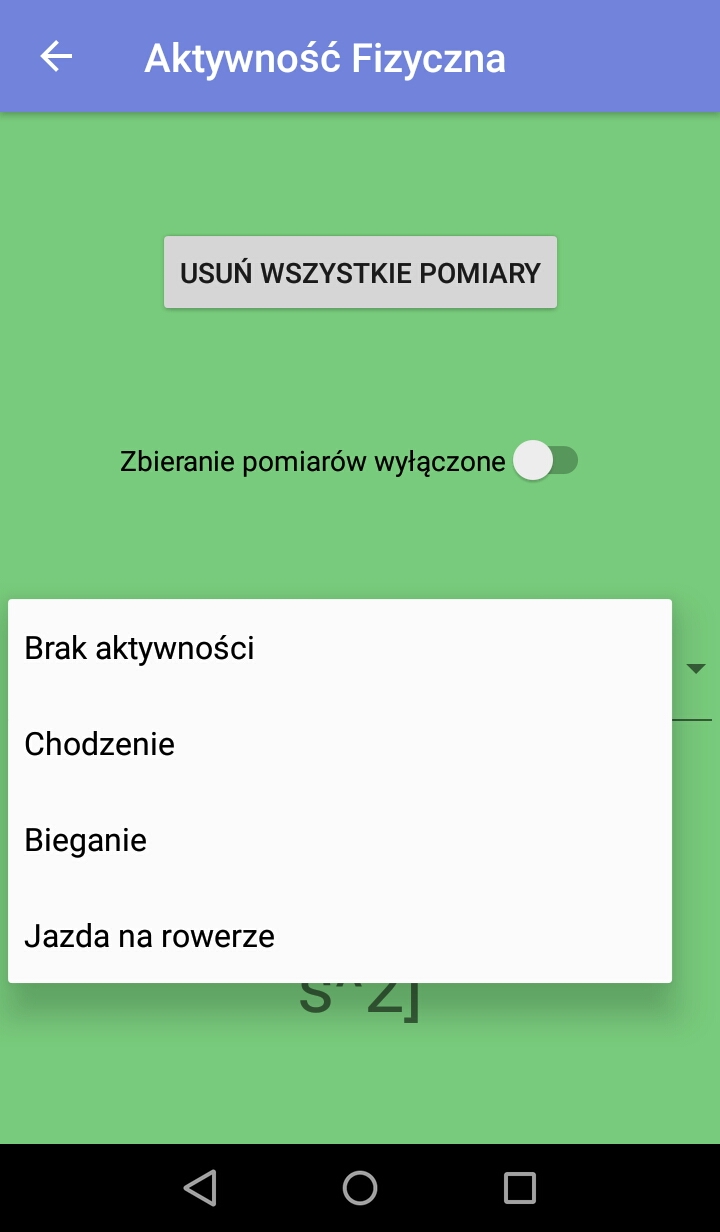 Aktywność Fizyczna
USUŃ WSZYSTKIE POMIARY
Zbieranie pomiarów wyłączone
Brak aktywności
Chodzenie
Bieganie
Jazda na rowerze
s^2]